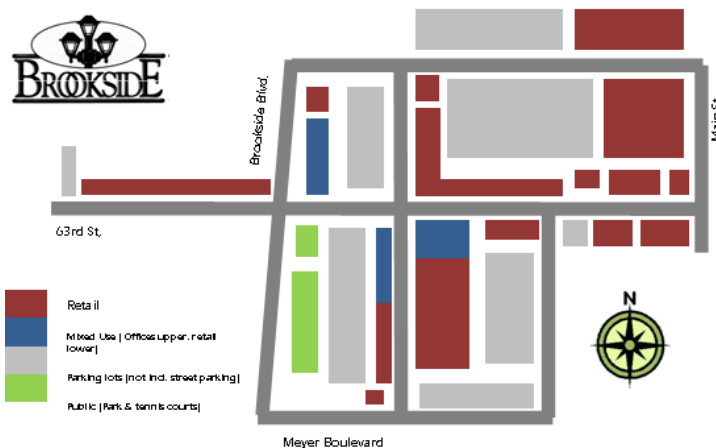 BROOKSIDE
Brookside Blvd.
Main St.
63rd St,
Retail
Mixed Use | Offices upper. retail
lower|
Parking lots |not incl. street parking|
Public |Park & tennis courts|
N
Meyer Boulevard